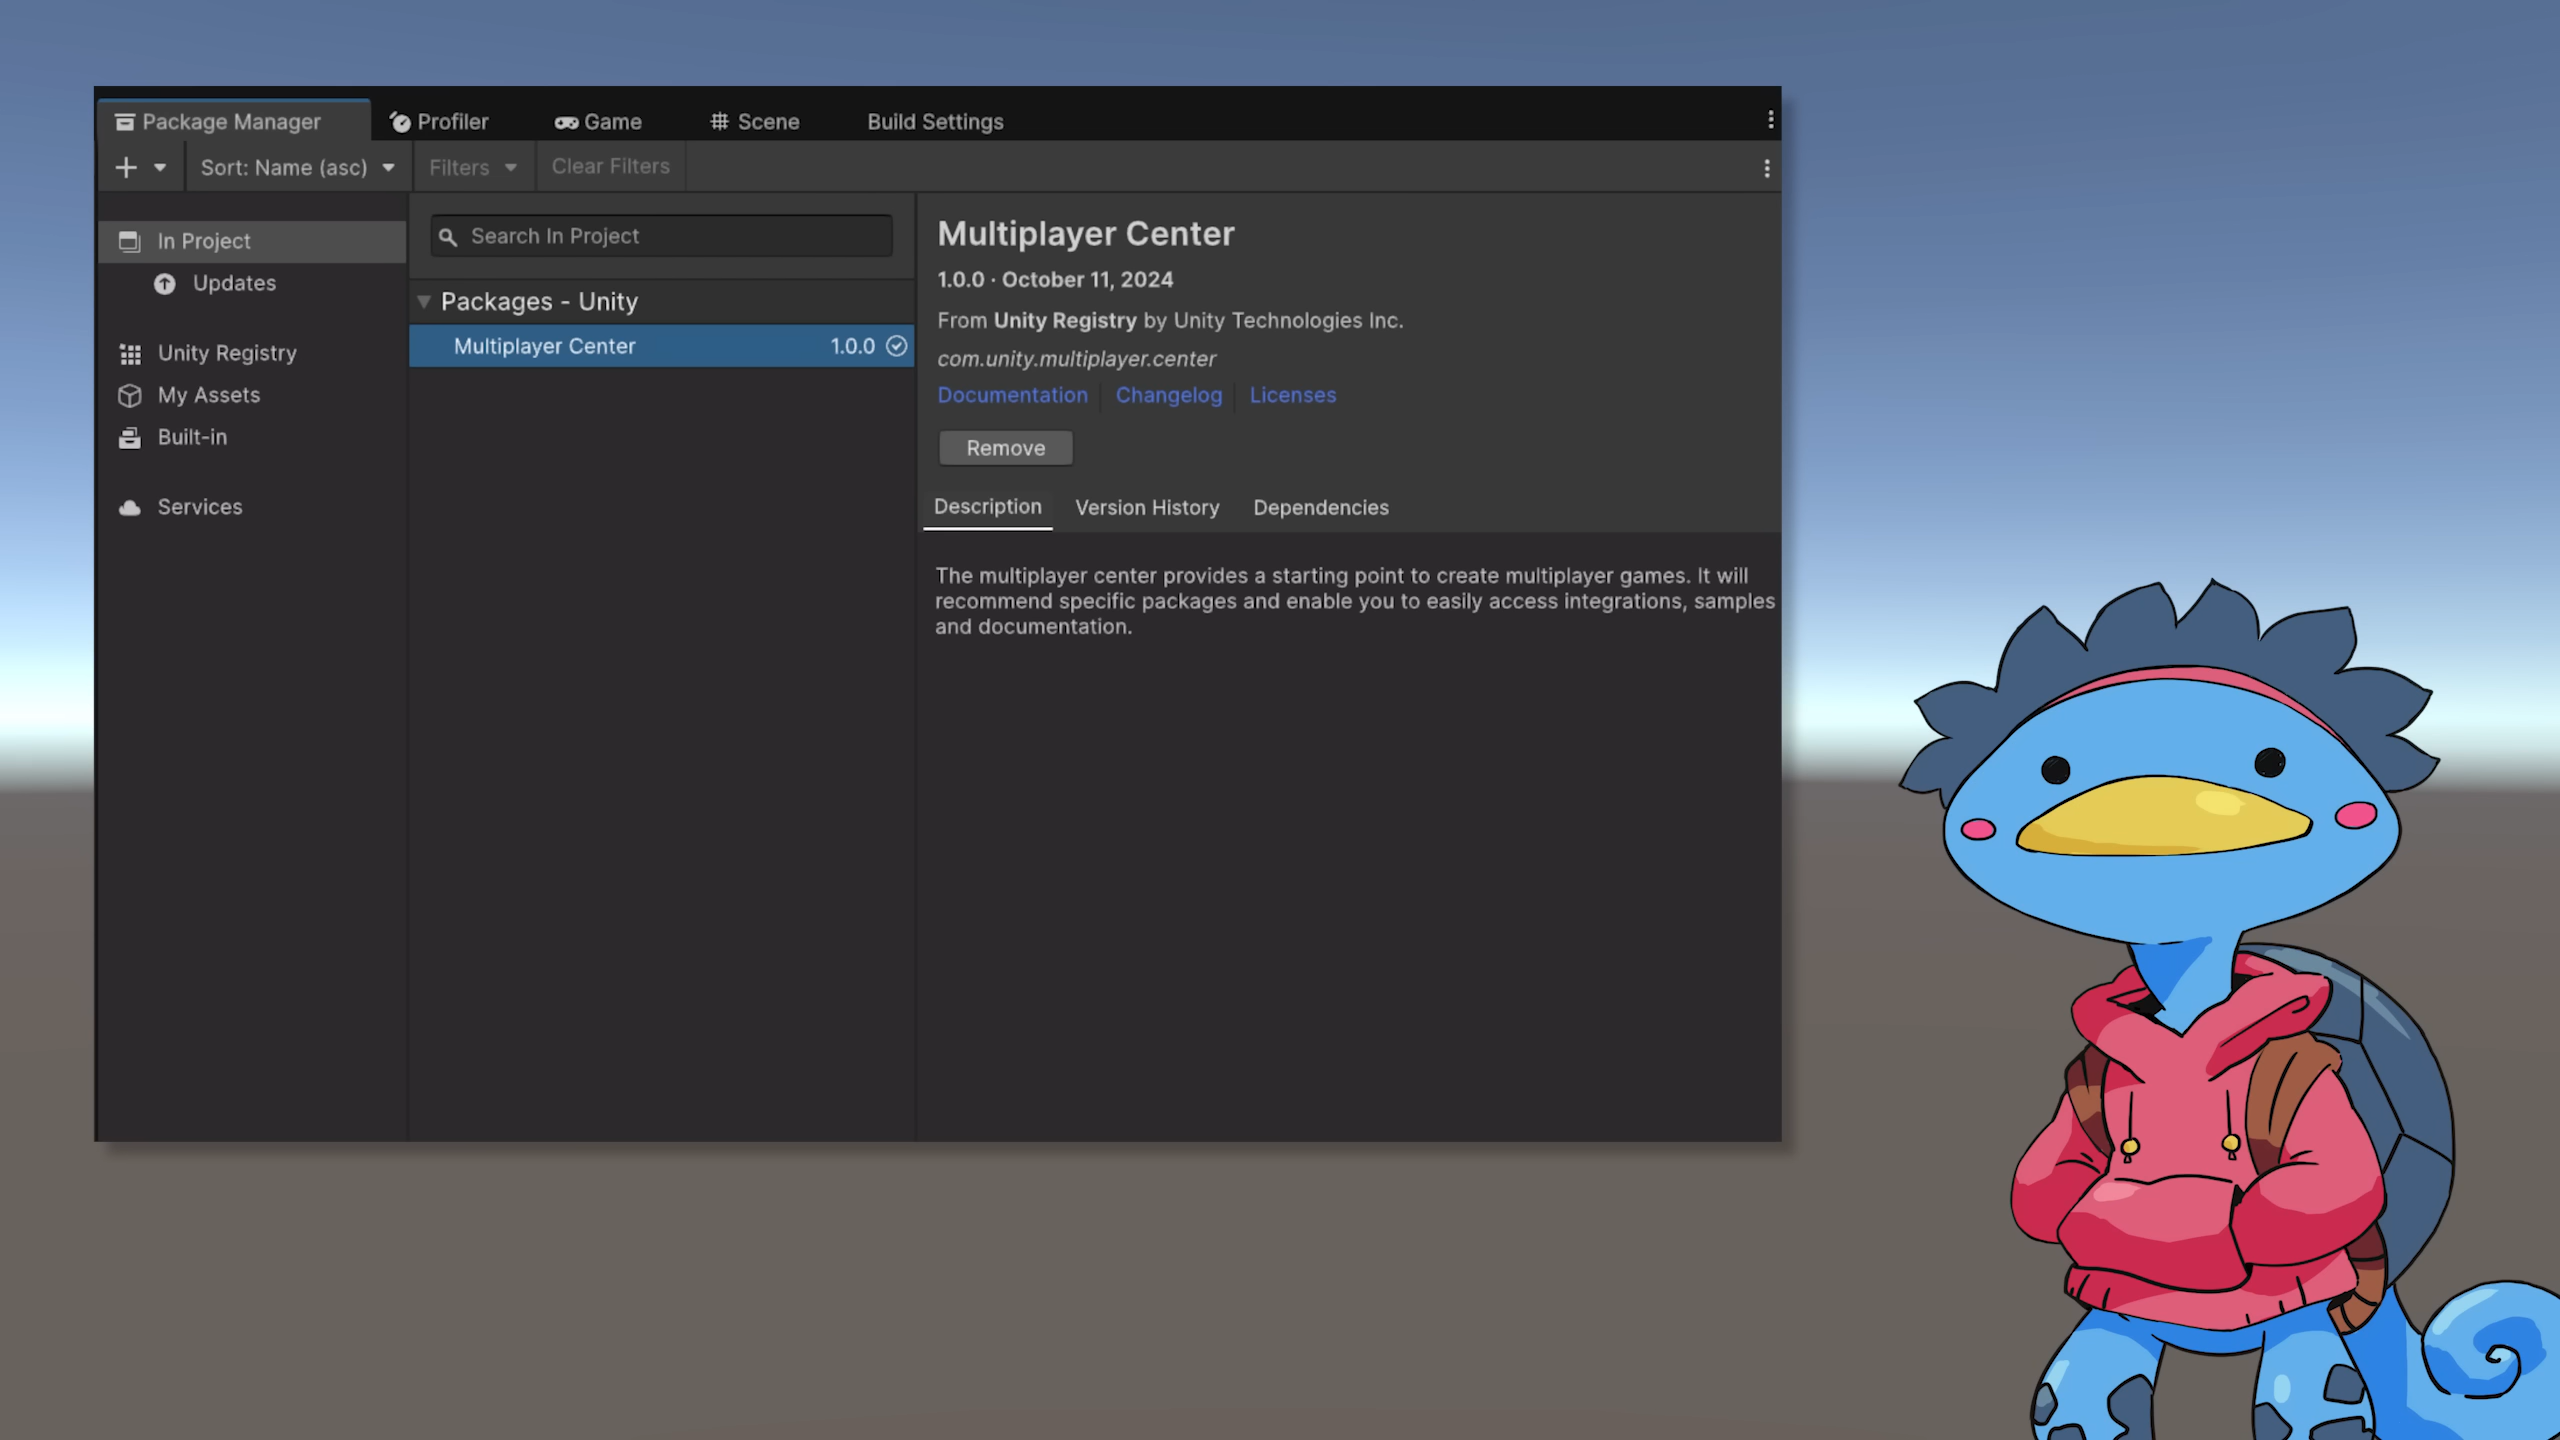 Package Manager
Profiler
Game
Scene
Build Settings
Sort: Name (asc)
Filters
Clear Filters
In Project
Updates
Unity Registry
My Assets
Built-in
Services
Search In Project
Packages - Unity
Multiplayer Center 1.0.0
Multiplayer Center
1.0.0 · October 11, 2024
From Unity Registry by Unity Technologies Inc.
com.unity.multiplayer.center
Documentation
Changelog
Licenses
Remove
Description
Version History
Dependencies
The multiplayer center provides a starting point to create multiplayer games. It will
recommend specific packages and enable you to easily access integrations, samples
and documentation.